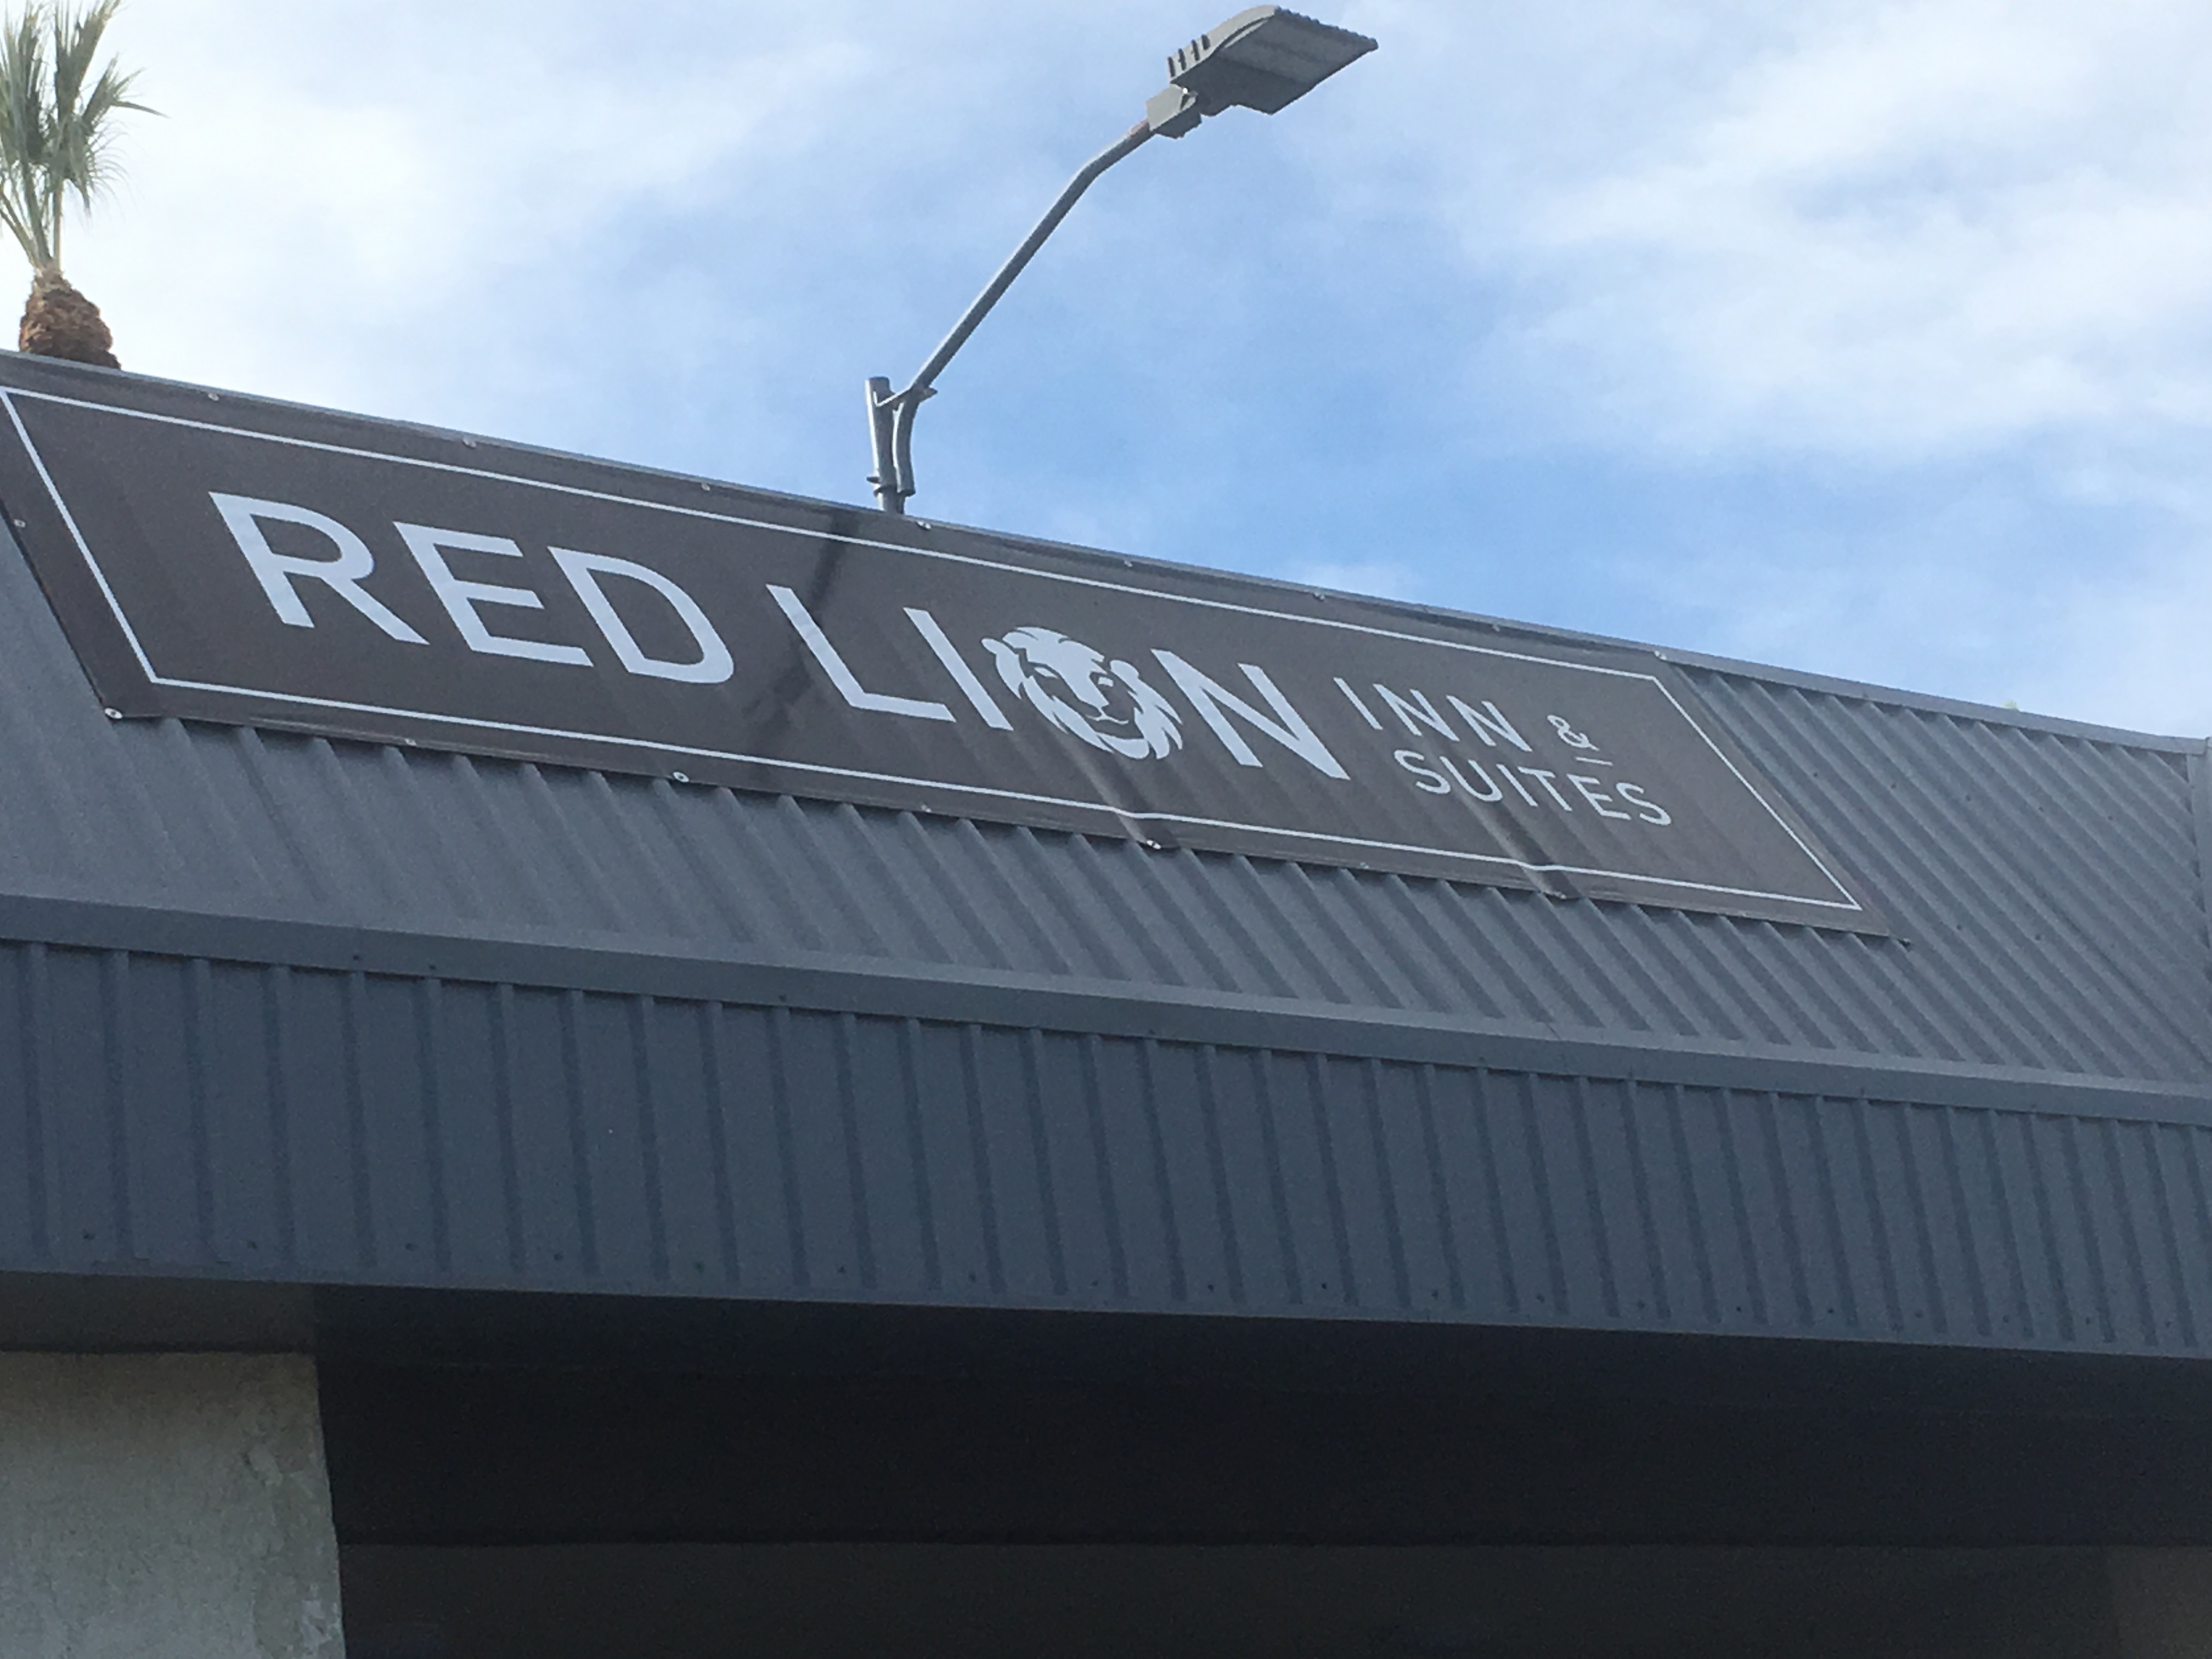 RED LION
INN &
SUITES